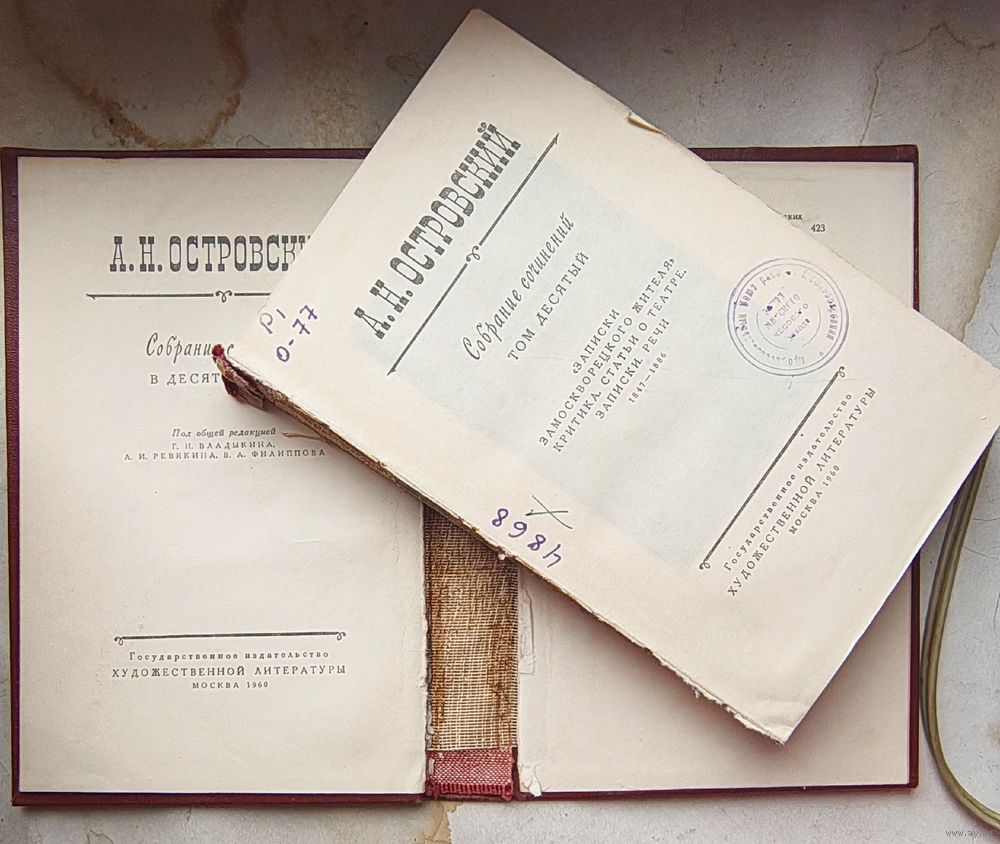 А. Н. ОСТРОВСКИ
Собрание с
В ДЕСЯТ
Под общей редакцией
Г. И. ВЛАДЫКИНА,
А. И. РЕВЯКИНА, В. А. ФИЛИППОВА
Государственное издательство
ХУДОЖЕСТВЕННОЙ ЛИТЕРАТУРЫ
МОСКВА 1960
Р1
О-77
А. Н. ОСТРОВСКИЙ
Собрание сочинений
ТОМ ДЕСЯТЫЙ
«ЗАПИСКИ
ЗАМОСКВОРЕЦКОГО ЖИТЕЛЯ»
КРИТИКА. СТАТЬИ О ТЕАТРЕ.
ЗАПИСКИ. РЕЧИ
1847—1886
Государственное издательство
ХУДОЖЕСТВЕННОЙ ЛИТЕРАТУРЫ
МОСКВА 1960
4868
ских
423